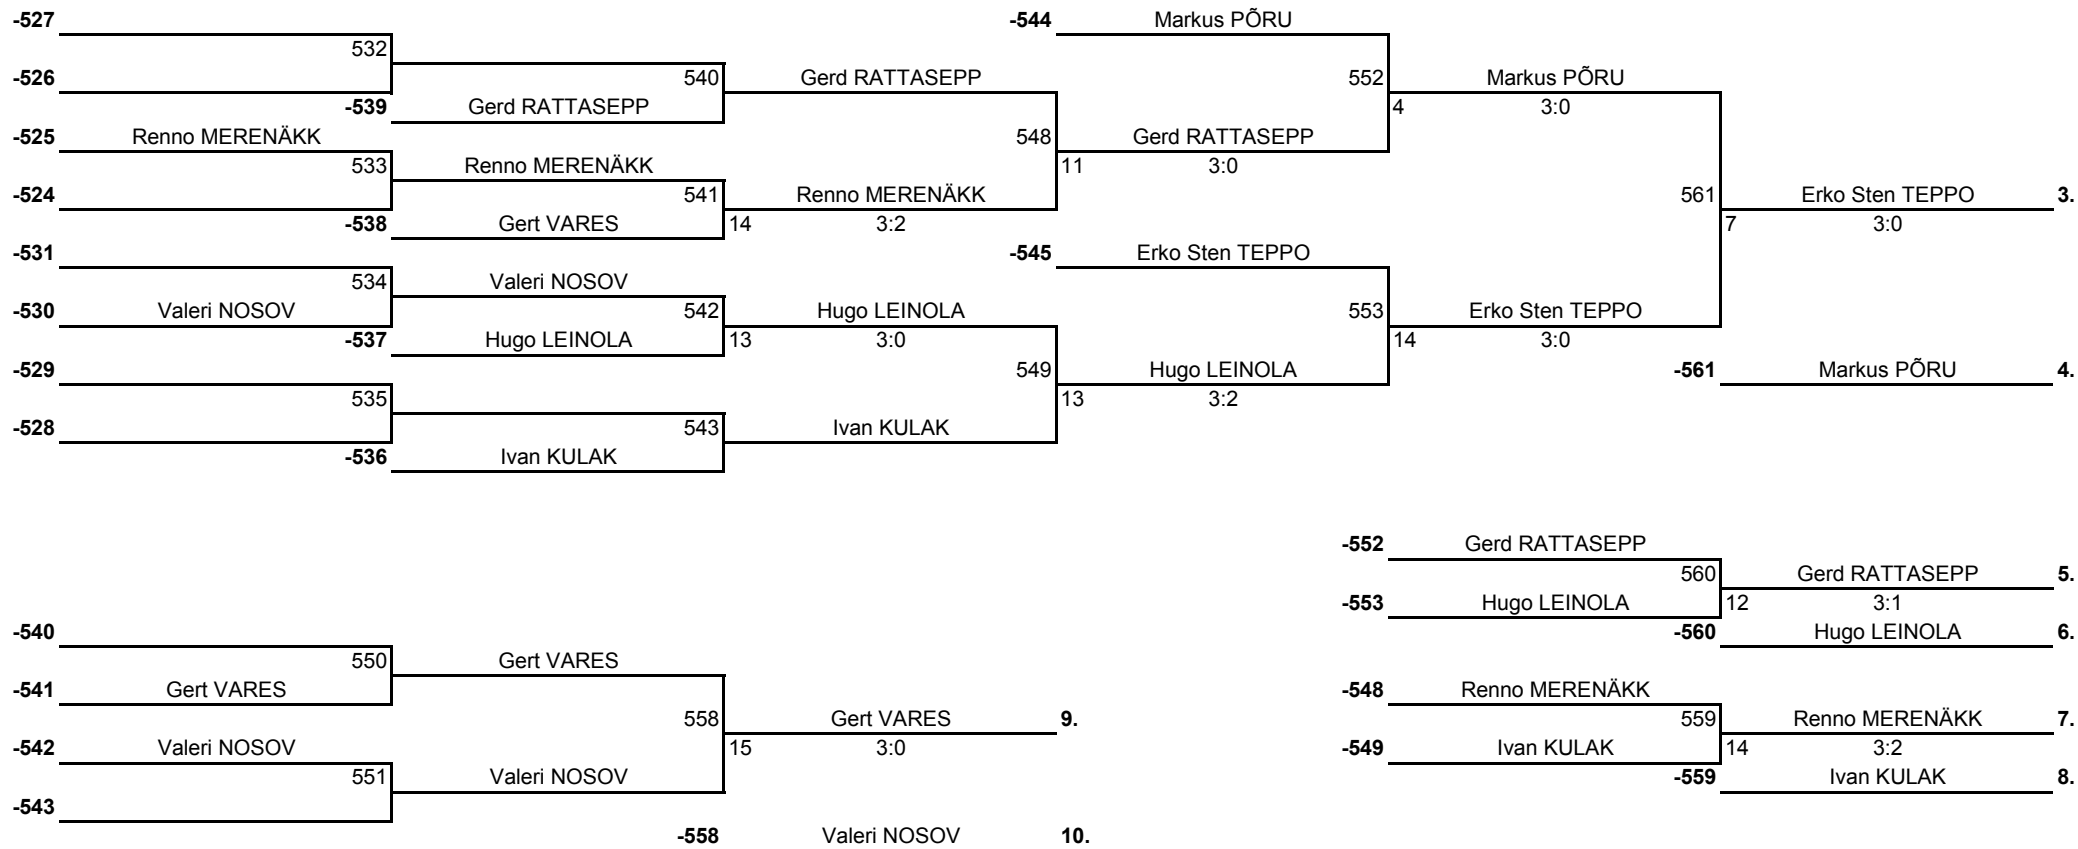 -527 -544 Markus PÕRU
532
-526 540 Gerd RATTASEPP 552 Markus PÕRU
-539 Gerd RATTASEPP 4 3:0
-525 Renno MERENÄKK 548 Gerd RATTASEPP
533 Renno MERENÄKK 11 3:0
-524 541 Renno MERENÄKK 561 Erko Sten TEPPO 3.
-538 Gert VARES 14 3:2 7 3:0
-531 -545 Erko Sten TEPPO
534 Valeri NOSOV
-530 Valeri NOSOV 542 Hugo LEINOLA 553 Erko Sten TEPPO
-537 Hugo LEINOLA 13 3:0 14 3:0
-529 549 Hugo LEINOLA -561 Markus PÕRU 4.
535 13 3:2
-528 543 Ivan KULAK
-536 Ivan KULAK
-552 Gerd RATTASEPP
560 Gerd RATTASEPP 5.
-553 Hugo LEINOLA 12 3:1
-540 -560 Hugo LEINOLA 6.
550 Gert VARES
-541 Gert VARES -548 Renno MERENÄKK
558 Gert VARES 9. 559 Renno MERENÄKK 7.
-542 Valeri NOSOV 15 3:0 -549 Ivan KULAK 14 3:2
551 Valeri NOSOV -559 Ivan KULAK 8.
-543
-558 Valeri NOSOV 10.